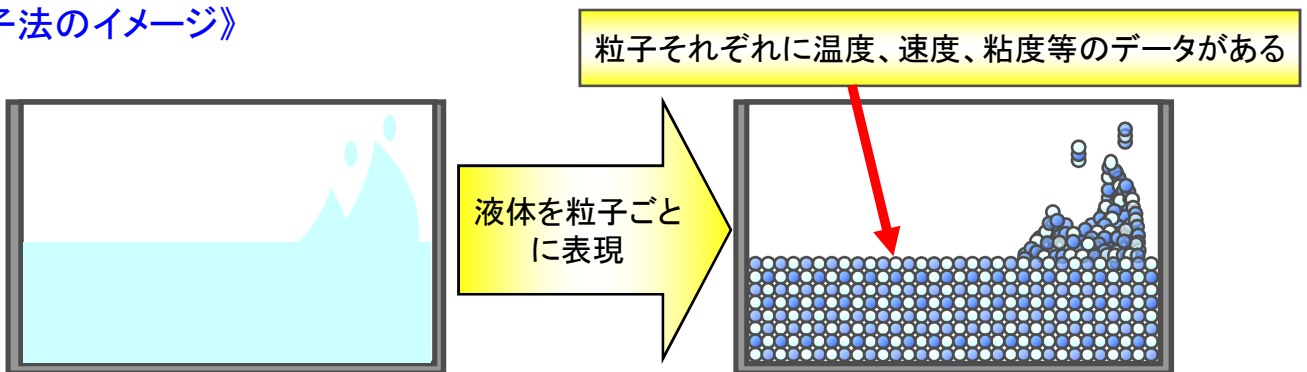 子法のイメージ》
粒子それぞれに温度、速度、粘度等のデータがある
液体を粒子ごと
に表現